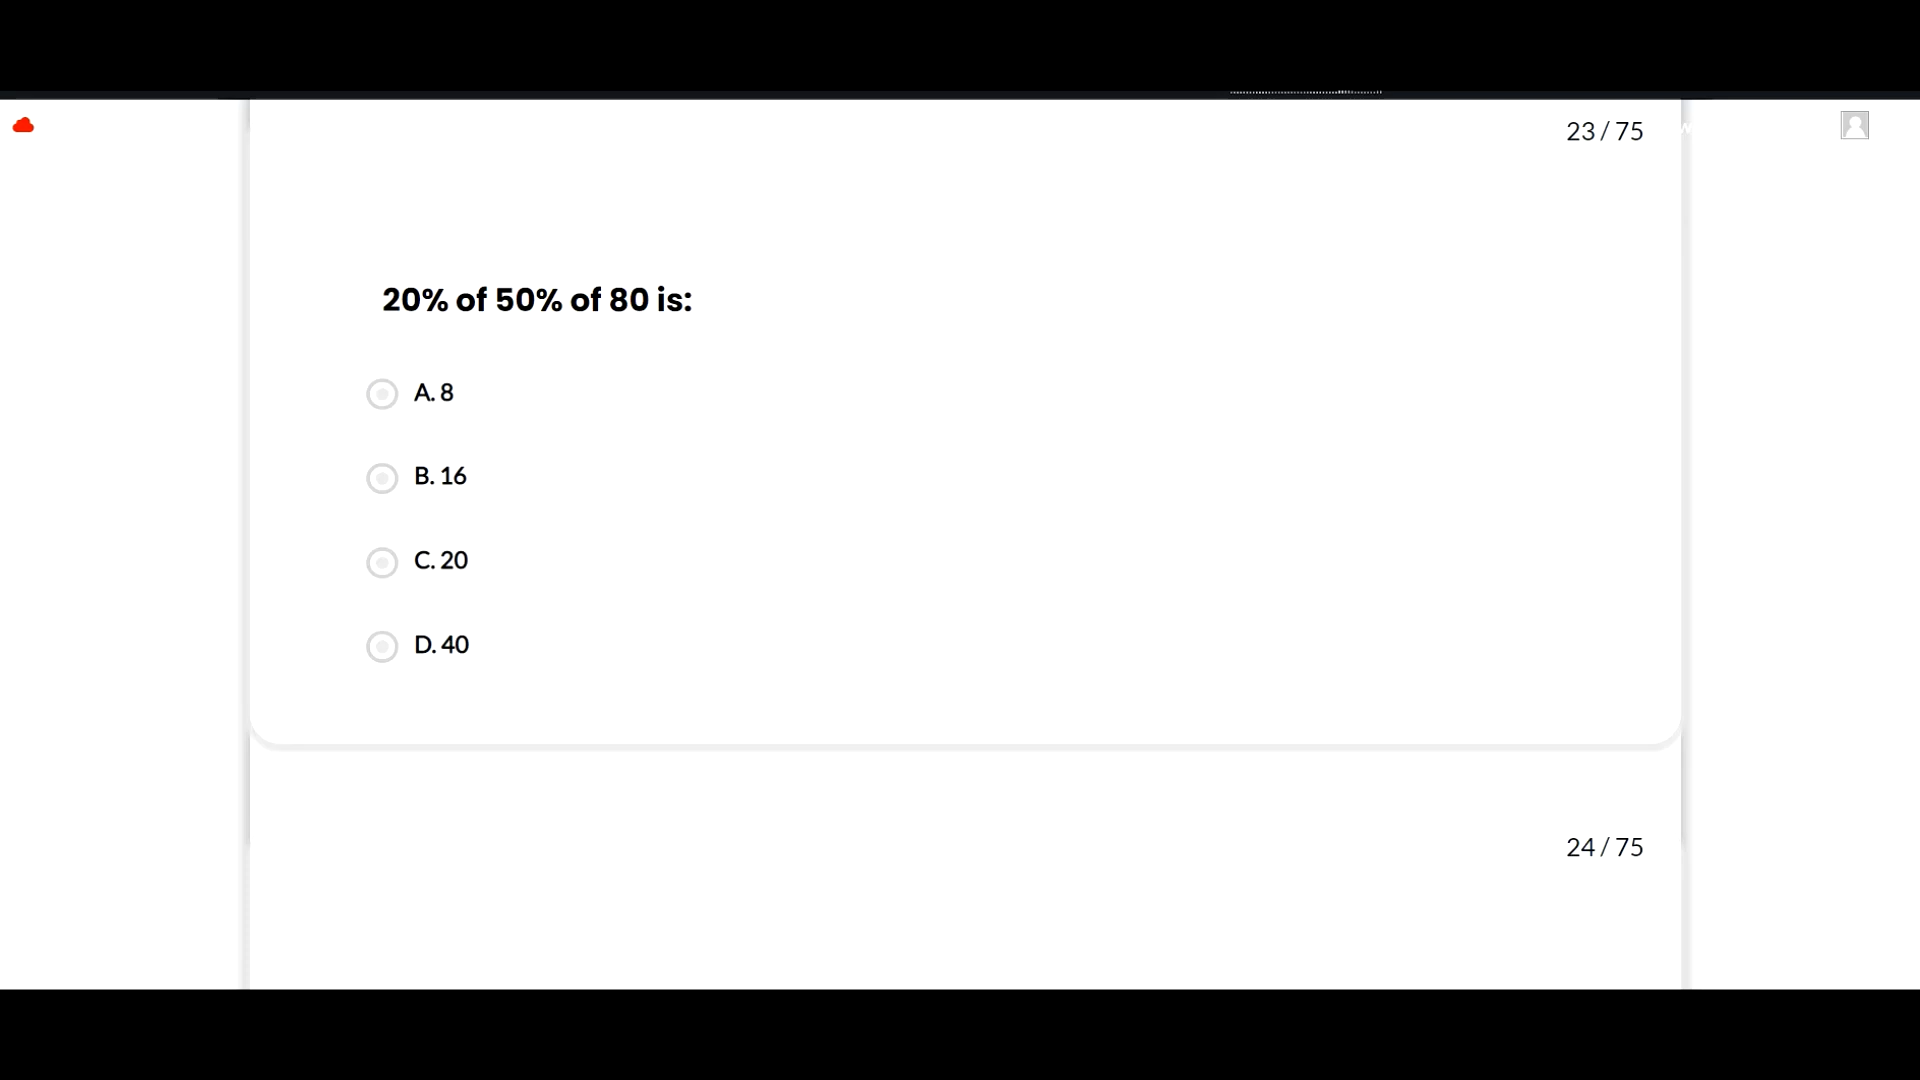 23 / 75
20% of 50% of 80 is:
A. 8
B. 16
C. 20
D. 40
24 / 75